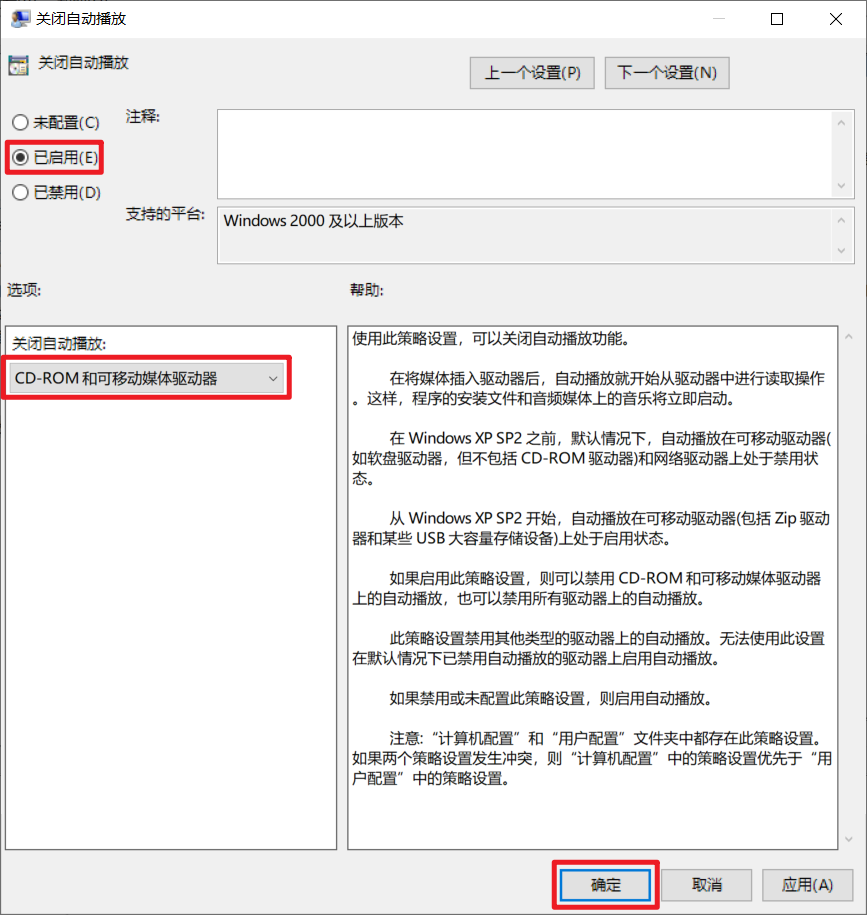 关闭自动播放
关闭自动播放
上一个设置(P)
下一个设置(N)
未配置(C)
注释:
已启用(E)
已禁用(D)
支持的平台:
Windows 2000 及以上版本
选项:
帮助:
关闭自动播放:
CD-ROM 和可移动媒体驱动器
使用此策略设置，可以关闭自动播放功能。
在将媒体插入驱动器后，自动播放就开始从驱动器中进行读取操作
。这样，程序的安装文件和音频媒体上的音乐将立即启动。
在 Windows XP SP2 之前，默认情况下，自动播放在可移动驱动器(
如软盘驱动器，但不包括 CD-ROM 驱动器)和网络驱动器上处于禁用状
态。
从 Windows XP SP2 开始，自动播放在可移动驱动器(包括 Zip 驱动
器和某些 USB 大容量存储设备)上处于启用状态。
如果启用此策略设置，则可以禁用 CD-ROM 和可移动媒体驱动器
上的自动播放，也可以禁用所有驱动器上的自动播放。
此策略设置禁用其他类型的驱动器上的自动播放。无法使用此设置
在默认情况下已禁用自动播放的驱动器上启用自动播放。
如果禁用或未配置此策略设置，则启用自动播放。
注意:“计算机配置”和“用户配置”文件夹中都存在此策略设置。
如果两个策略设置发生冲突，则“计算机配置”中的策略设置优先于“用
户配置”中的策略设置。
确定
取消
应用(A)